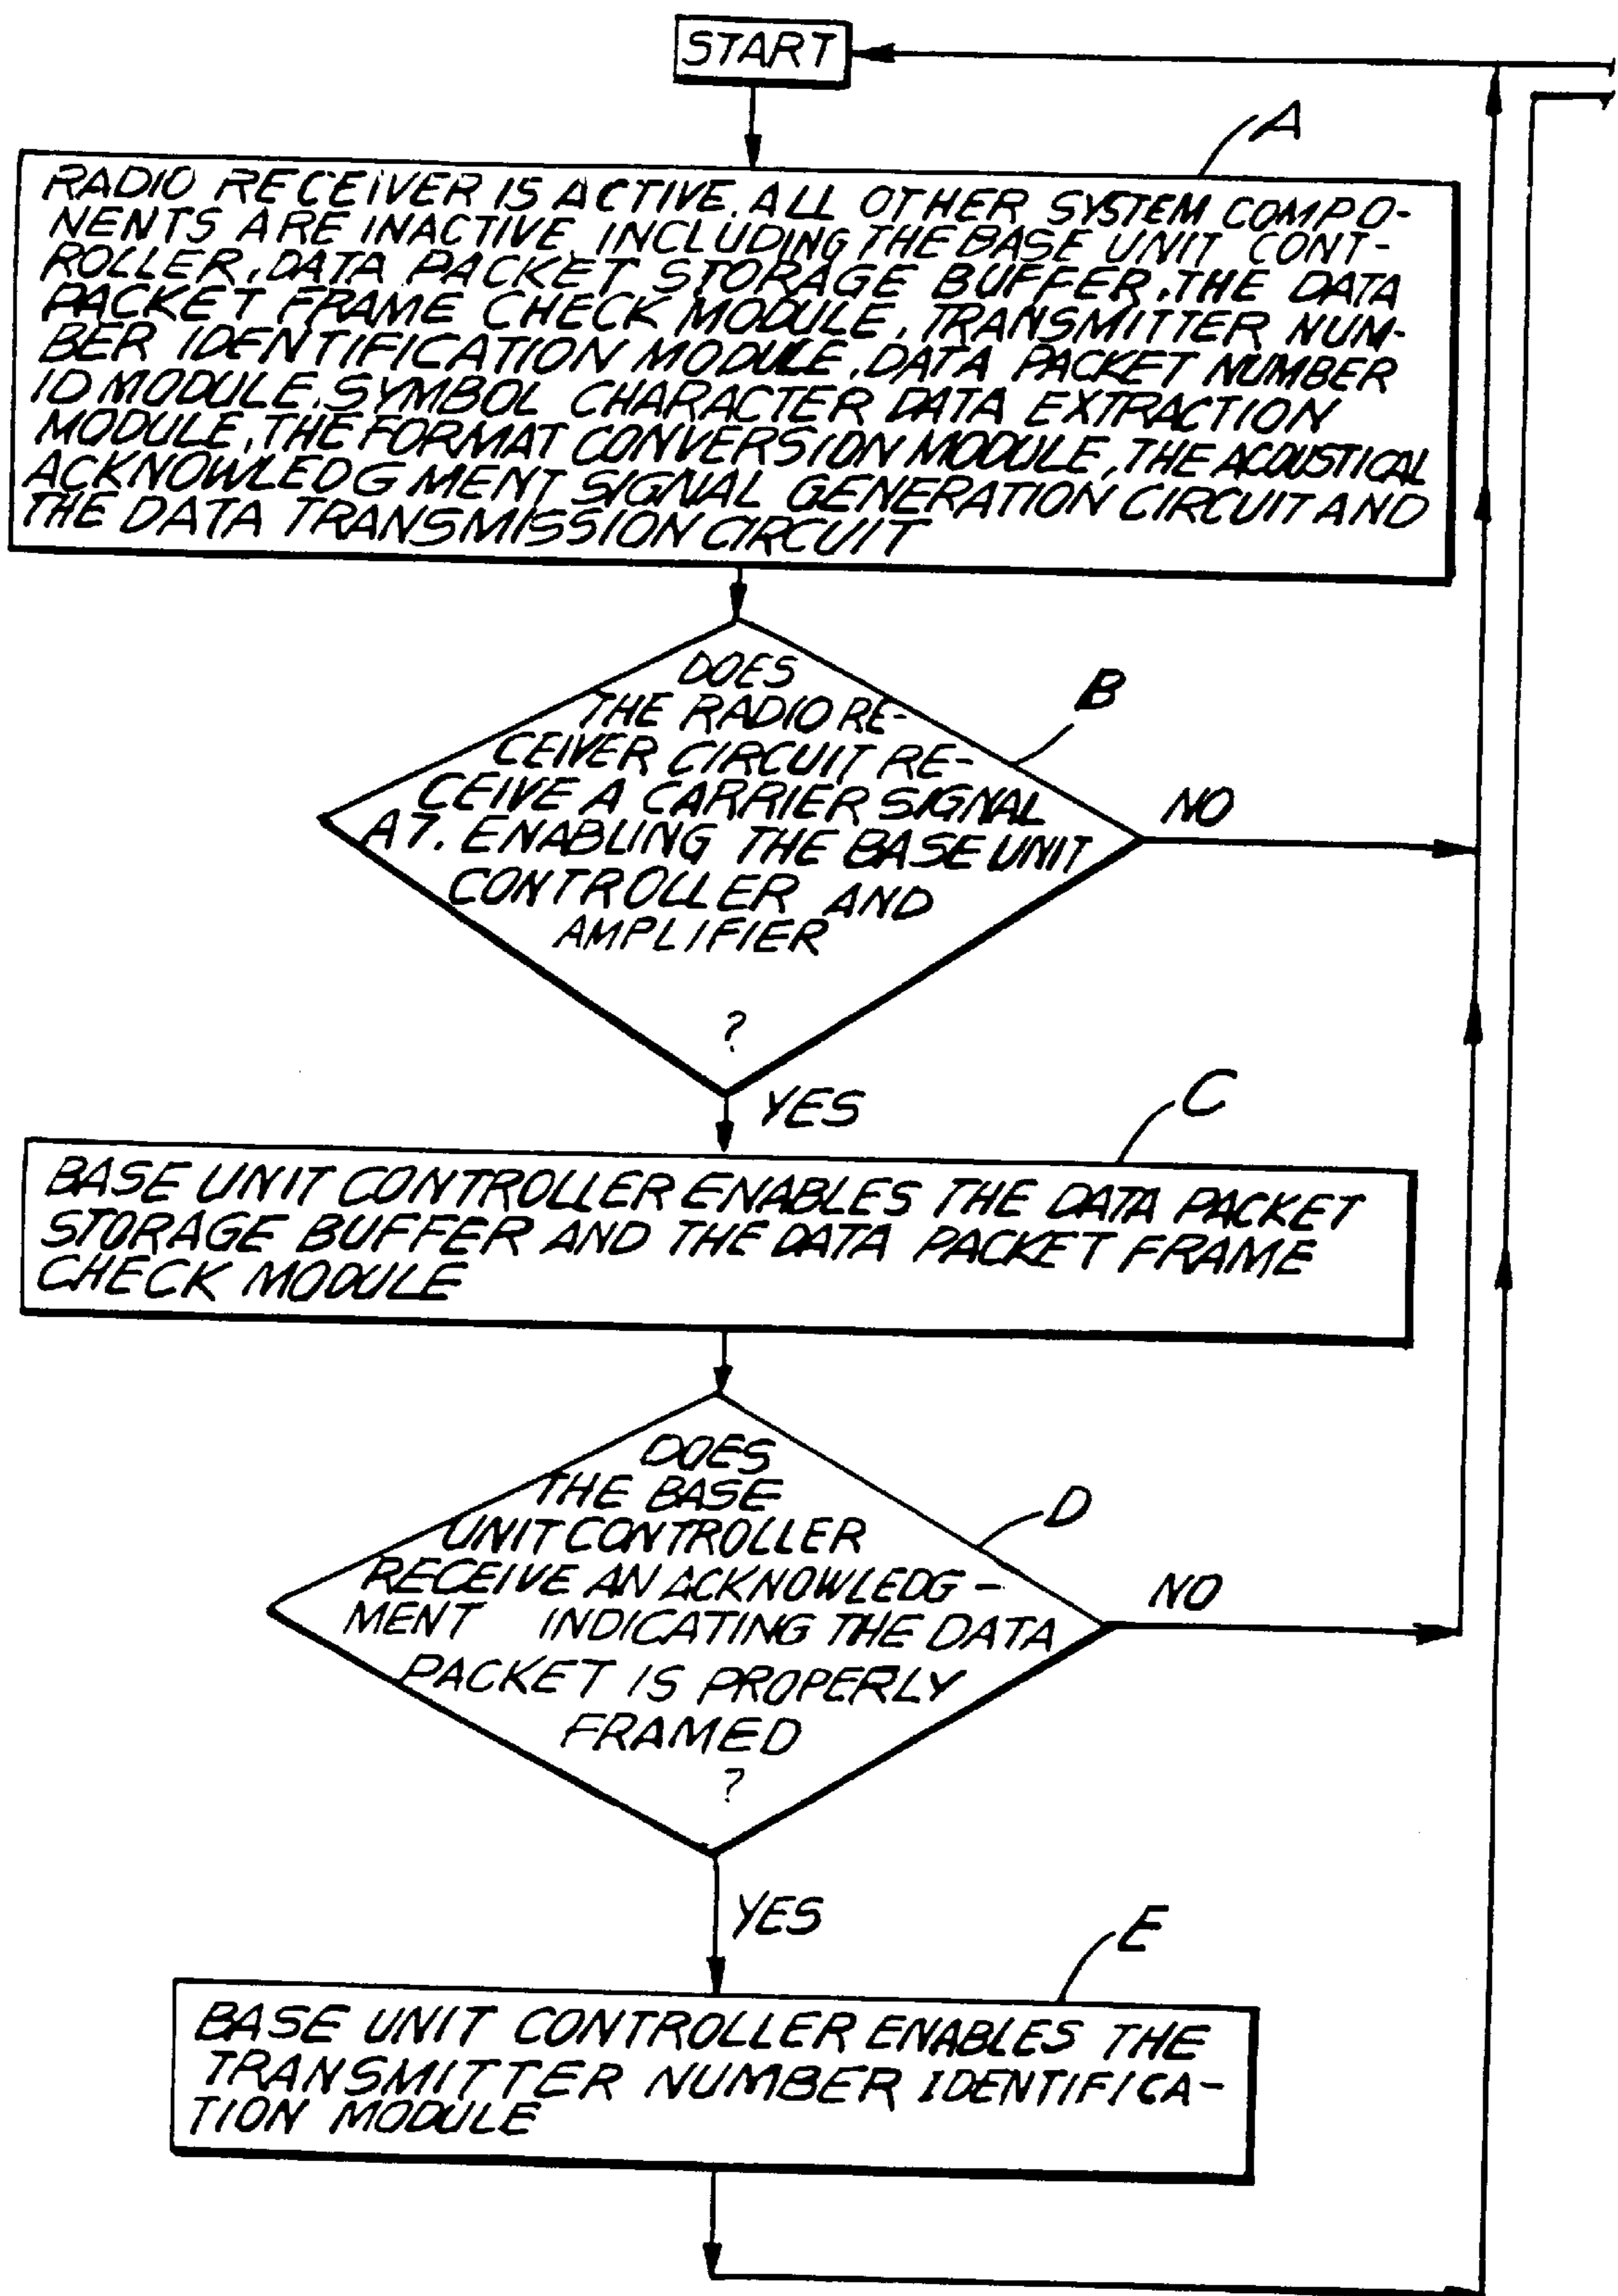 START
A
RADIO RECEIVER IS ACTIVE. ALL OTHER SYSTEM COMPO-
NENTS ARE INACTIVE, INCLUDING THE BASE UNIT CONT-
ROLLER, DATA PACKET STORAGE BUFFER, THE DATA
PACKET FRAME CHECK MODULE, TRANSMITTER NUM-
BER IDENTIFICATION MODULE, DATA PACKET NUMBER
ID MODULE, SYMBOL CHARACTER DATA EXTRACTION
MODULE, THE FORMAT CONVERSION MODULE, THE ACOUSTICAL
ACKNOWLEDGMENT SIGNAL GENERATION CIRCUIT AND
THE DATA TRANSMISSION CIRCUIT
B
DOES
THE RADIO RE-
CEIVER CIRCUIT RE-
CEIVE A CARRIER SIGNAL
A7. ENABLING THE BASE UNIT
CONTROLLER AND
AMPLIFIER
?
NO
YES
C
BASE UNIT CONTROLLER ENABLES THE DATA PACKET
STORAGE BUFFER AND THE DATA PACKET FRAME
CHECK MODULE
D
DOES
THE BASE
UNIT CONTROLLER
RECEIVE AN ACKNOWLEDG-
MENT INDICATING THE DATA
PACKET IS PROPERLY
FRAMED
?
NO
YES
E
BASE UNIT CONTROLLER ENABLES THE
TRANSMITTER NUMBER IDENTIFICA-
TION MODULE